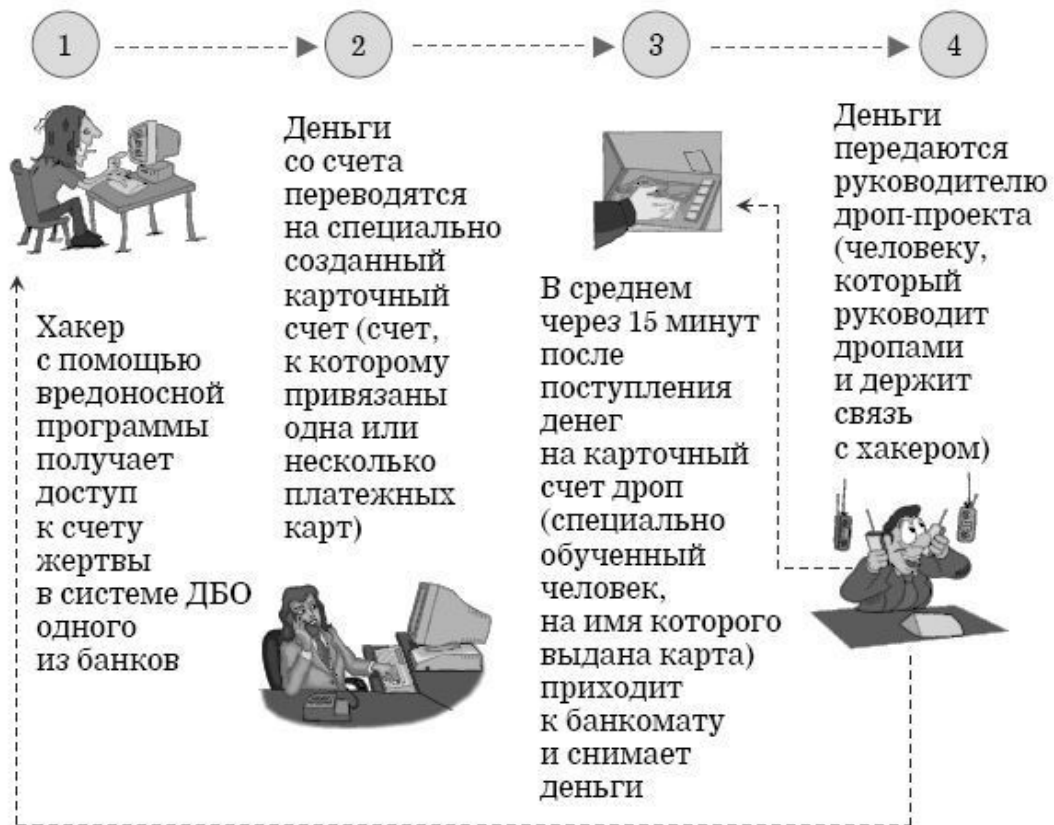 1
2
3
4
Хакер
с помощью
вредоносной
программы
получает
доступ
к счету
жертвы
в системе ДБО
одного
из банков
Деньги
со счета
переводятся
на специально
созданный
карточный
счет (счет,
к которому
привязаны
одна или
несколько
платежных
карт)
В среднем
через 15 минут
после
поступления
денег
на карточный
счет дроп
(специально
обученный
человек,
на имя которого
выдана карта)
приходит
к банкомату
и снимает
деньги
Деньги
передаются
руководителю
дроп-проекта
(человеку,
который
руководит
дропами
и держит
связь
с хакером)